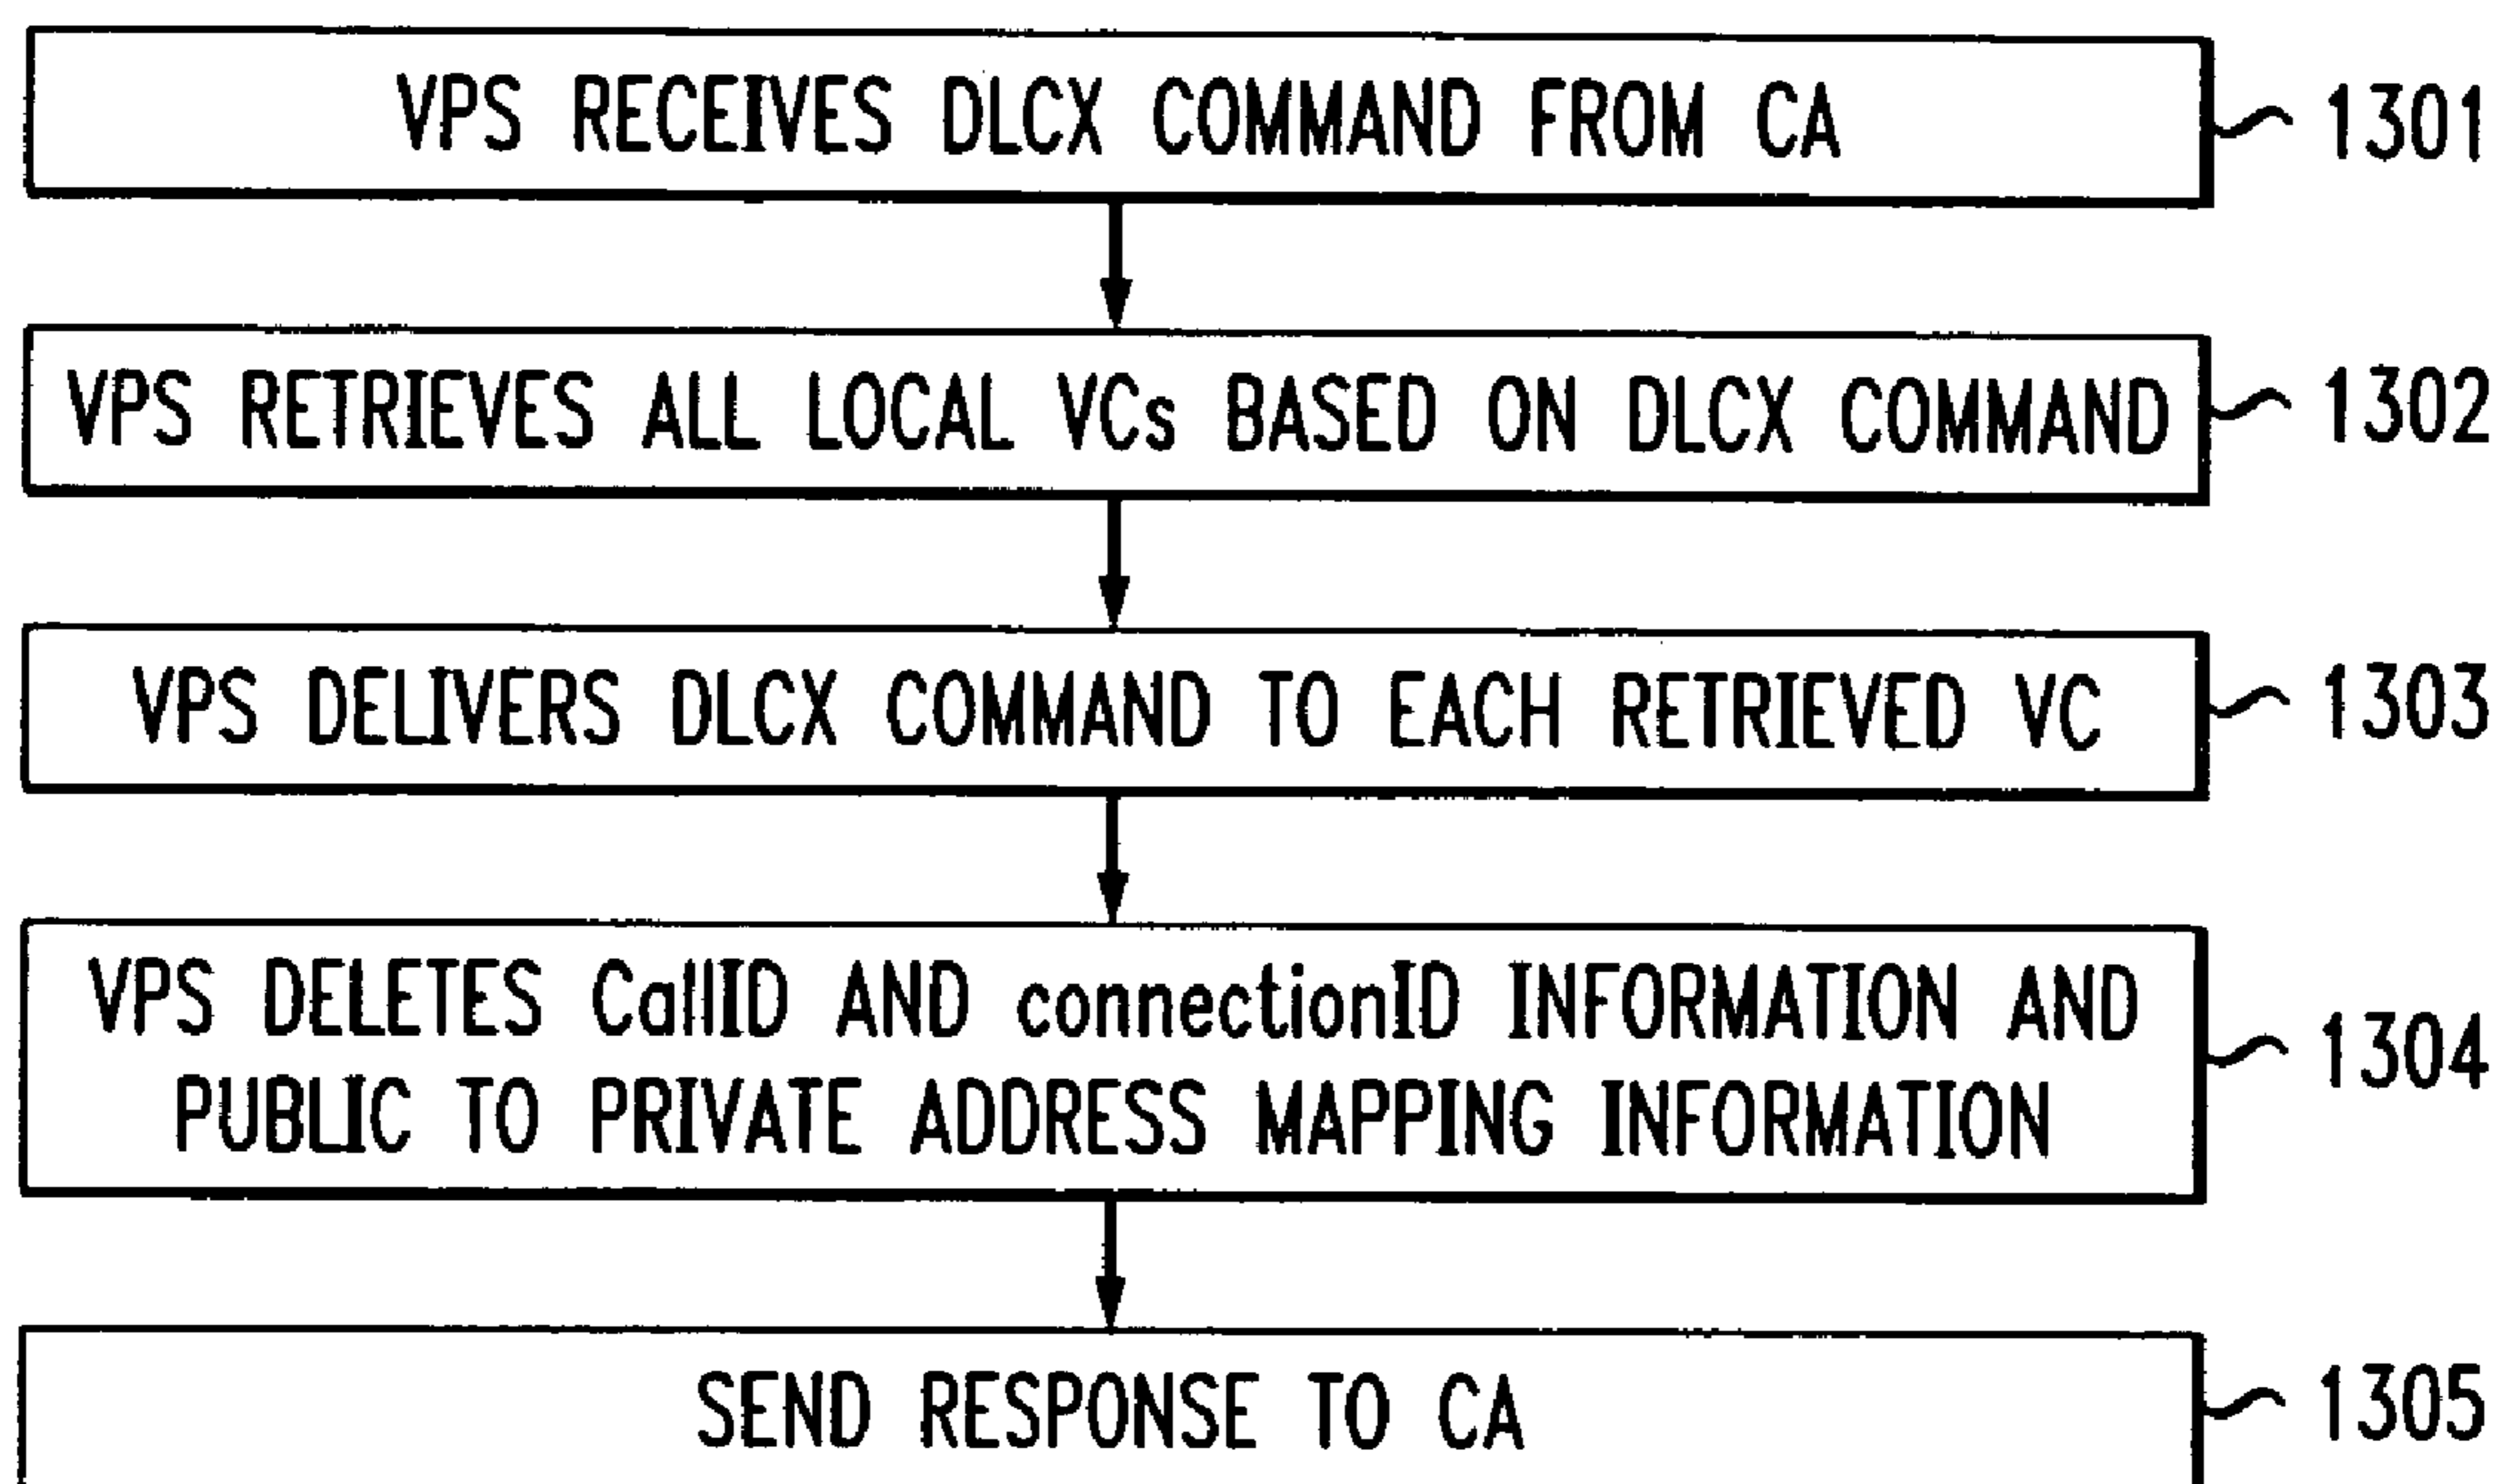 VPS RECEIVES DLCX COMMAND FROM CA
1301
VPS RETRIEVES ALL LOCAL VCs BASED ON DLCX COMMAND
1302
VPS DELIVERS DLCX COMMAND TO EACH RETRIEVED VC
1303
VPS DELETES CallID AND connectionID INFORMATION AND
PUBLIC TO PRIVATE ADDRESS MAPPING INFORMATION
1304
SEND RESPONSE TO CA
1305